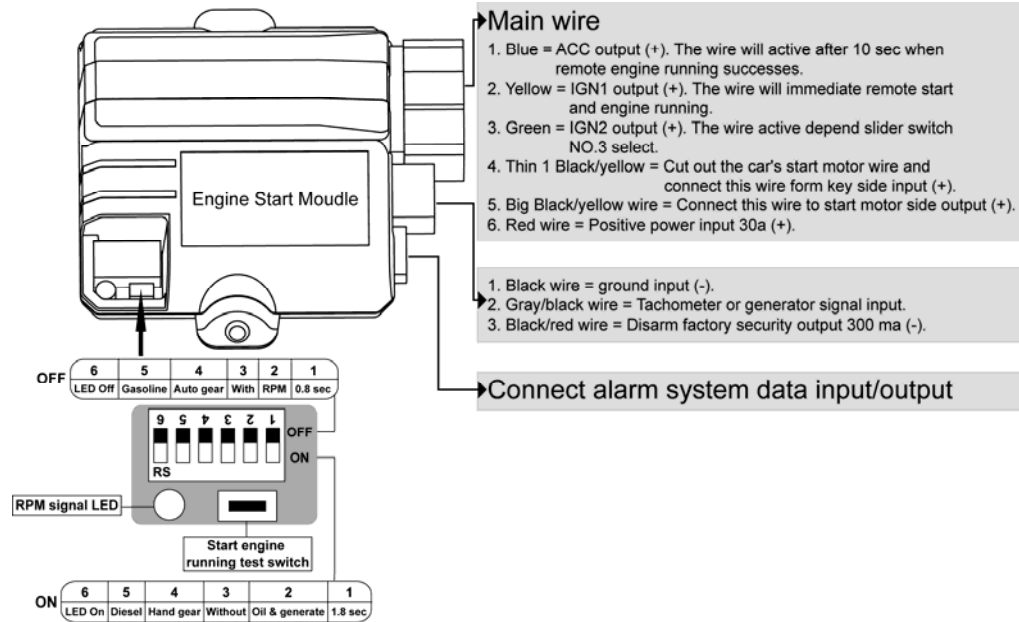 Main wire
1. Blue = ACC output (+). The wire will active after 10 sec when
remote engine running successes.
2. Yellow = IGN1 output (+). The wire will immediate remote start
and engine running.
3. Green = IGN2 output (+). The wire active depend slider switch
NO.3 select.
4. Thin 1 Black/yellow = Cut out the car's start motor wire and
connect this wire form key side input (+).
5. Big Black/yellow wire = Connect this wire to start motor side output (+).
6. Red wire = Positive power input 30a (+).
Engine Start Moudle
1. Black wire = ground input (-).
2. Gray/black wire = Tachometer or generator signal input.
3. Black/red wire = Disarm factory security output 300 ma (-).
Connect alarm system data input/output
OFF
6 5 4 3 2 1
LED Off Gasoline Auto gear With RPM 0.8 sec
6 5 4 3 2 1
OFF
ON
RS
RPM signal LED
Start engine
running test switch
ON
6 5 4 3 2 1
LED On Diesel Hand gear Without Oil & generate 1.8 sec